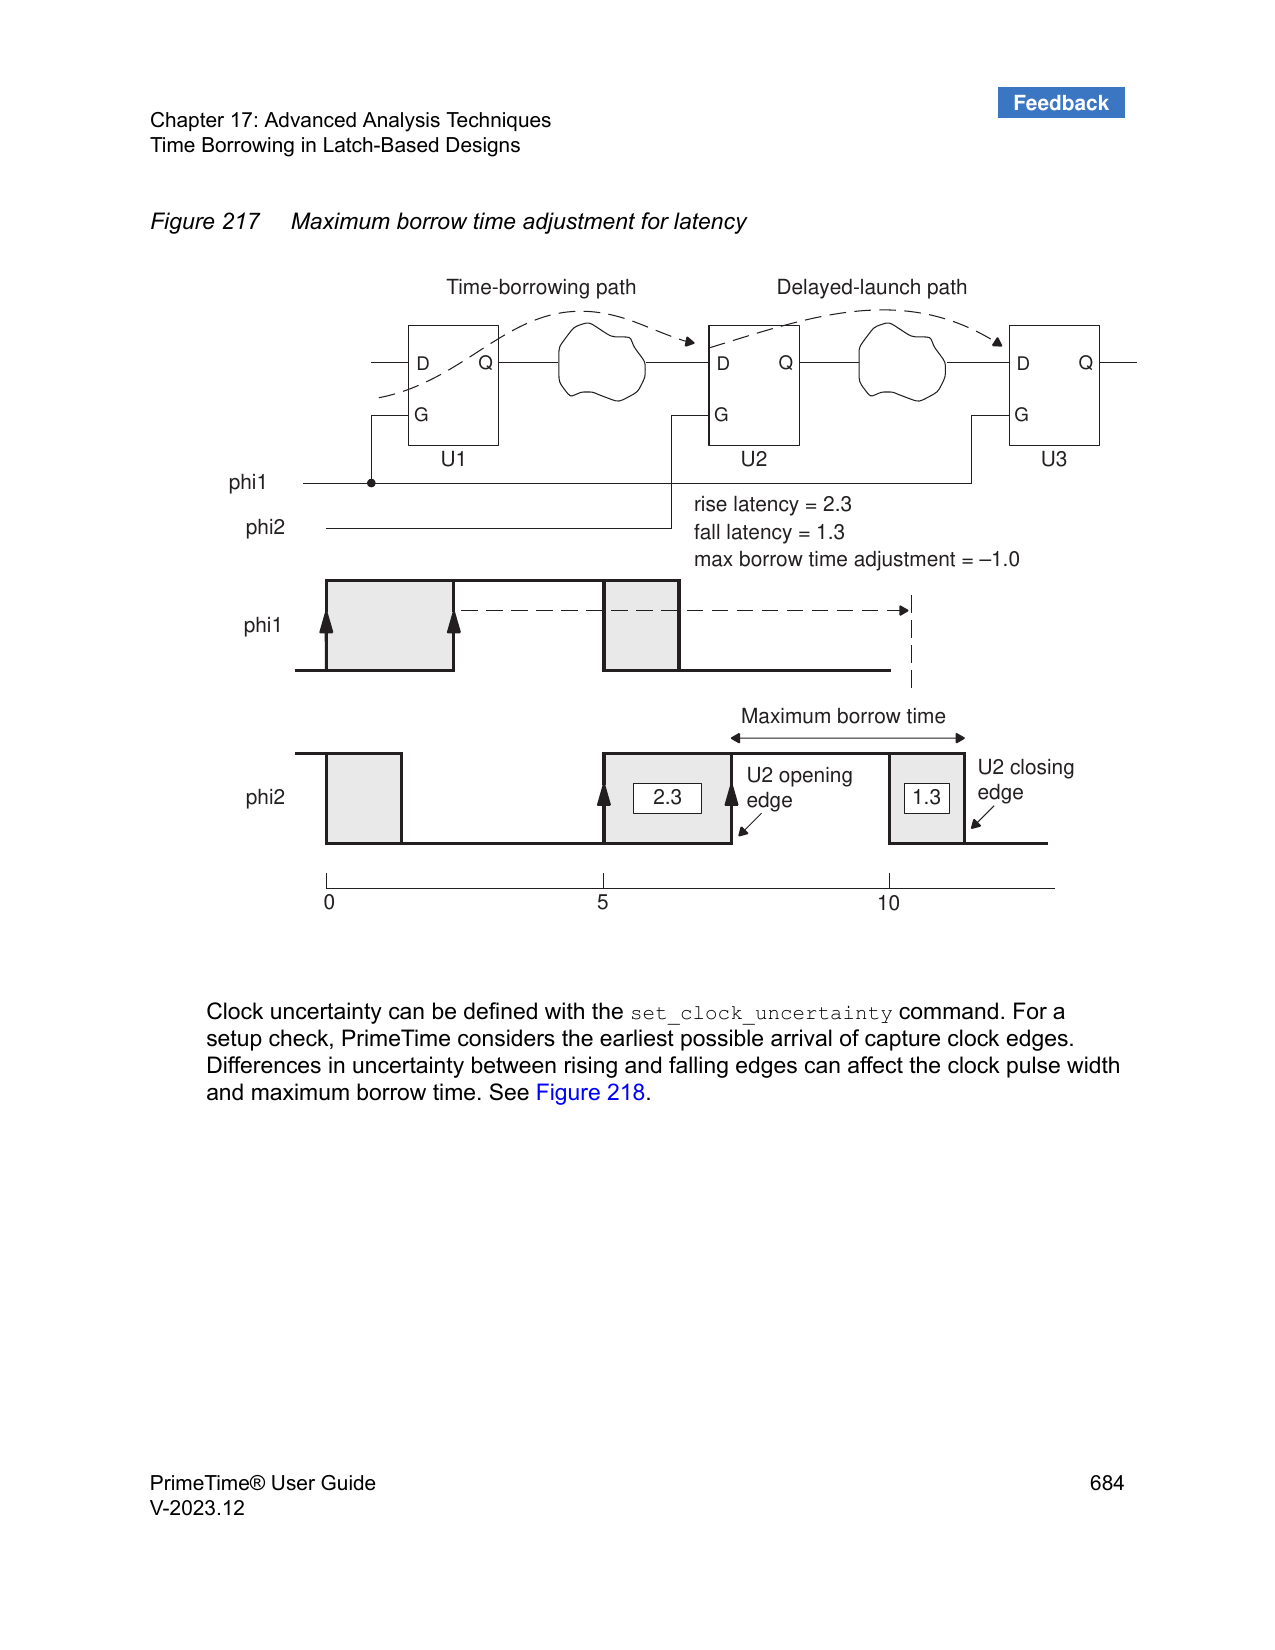 Feedback
Chapter 17: Advanced Analysis Techniques
Time Borrowing in Latch-Based Designs
Figure 217 Maximum borrow time adjustment for latency
Time-borrowing path
Delayed-launch path
D Q
D Q
D Q
G
G
G
U1
U2
U3
phi1
phi2
rise latency = 2.3
fall latency = 1.3
max borrow time adjustment = –1.0
phi1
Maximum borrow time
phi2
2.3
U2 opening
edge
1.3
U2 closing
edge
0 5 10
Clock uncertainty can be defined with the set_clock_uncertainty command. For a
setup check, PrimeTime considers the earliest possible arrival of capture clock edges.
Differences in uncertainty between rising and falling edges can affect the clock pulse width
and maximum borrow time. See Figure 218.
PrimeTime® User Guide 684
V-2023.12